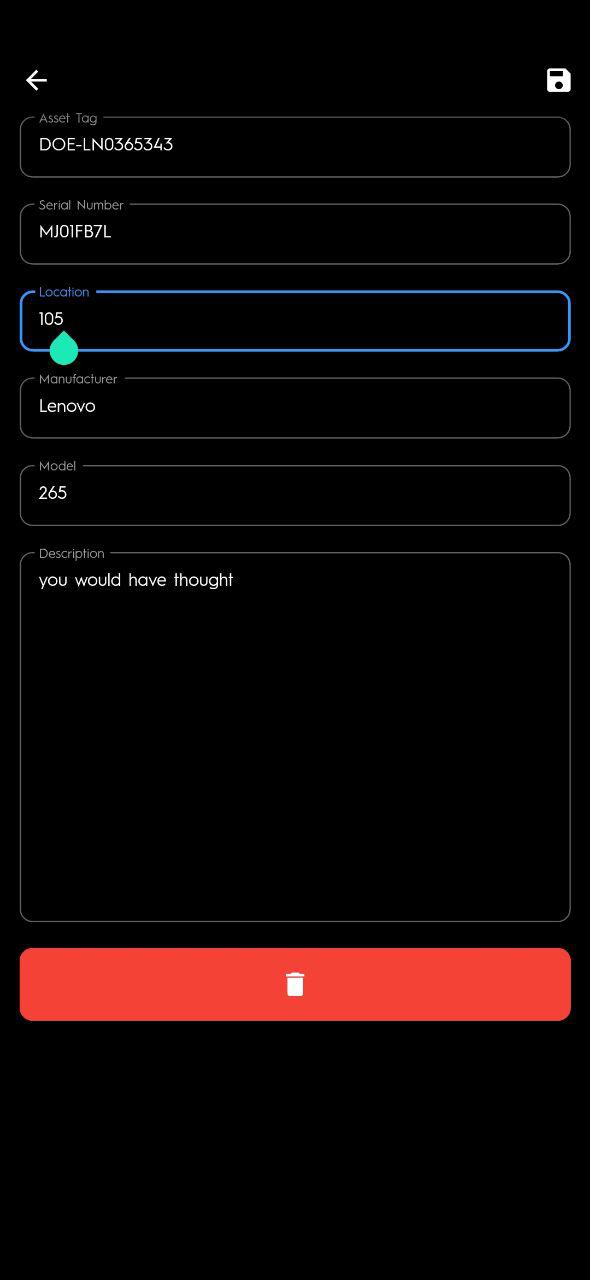 Asset Tag
DOE-LN0365343
Serial Number
MJ01FB7L
Location
105
Manufacturer
Lenovo
Model
265
Description
you would have thought